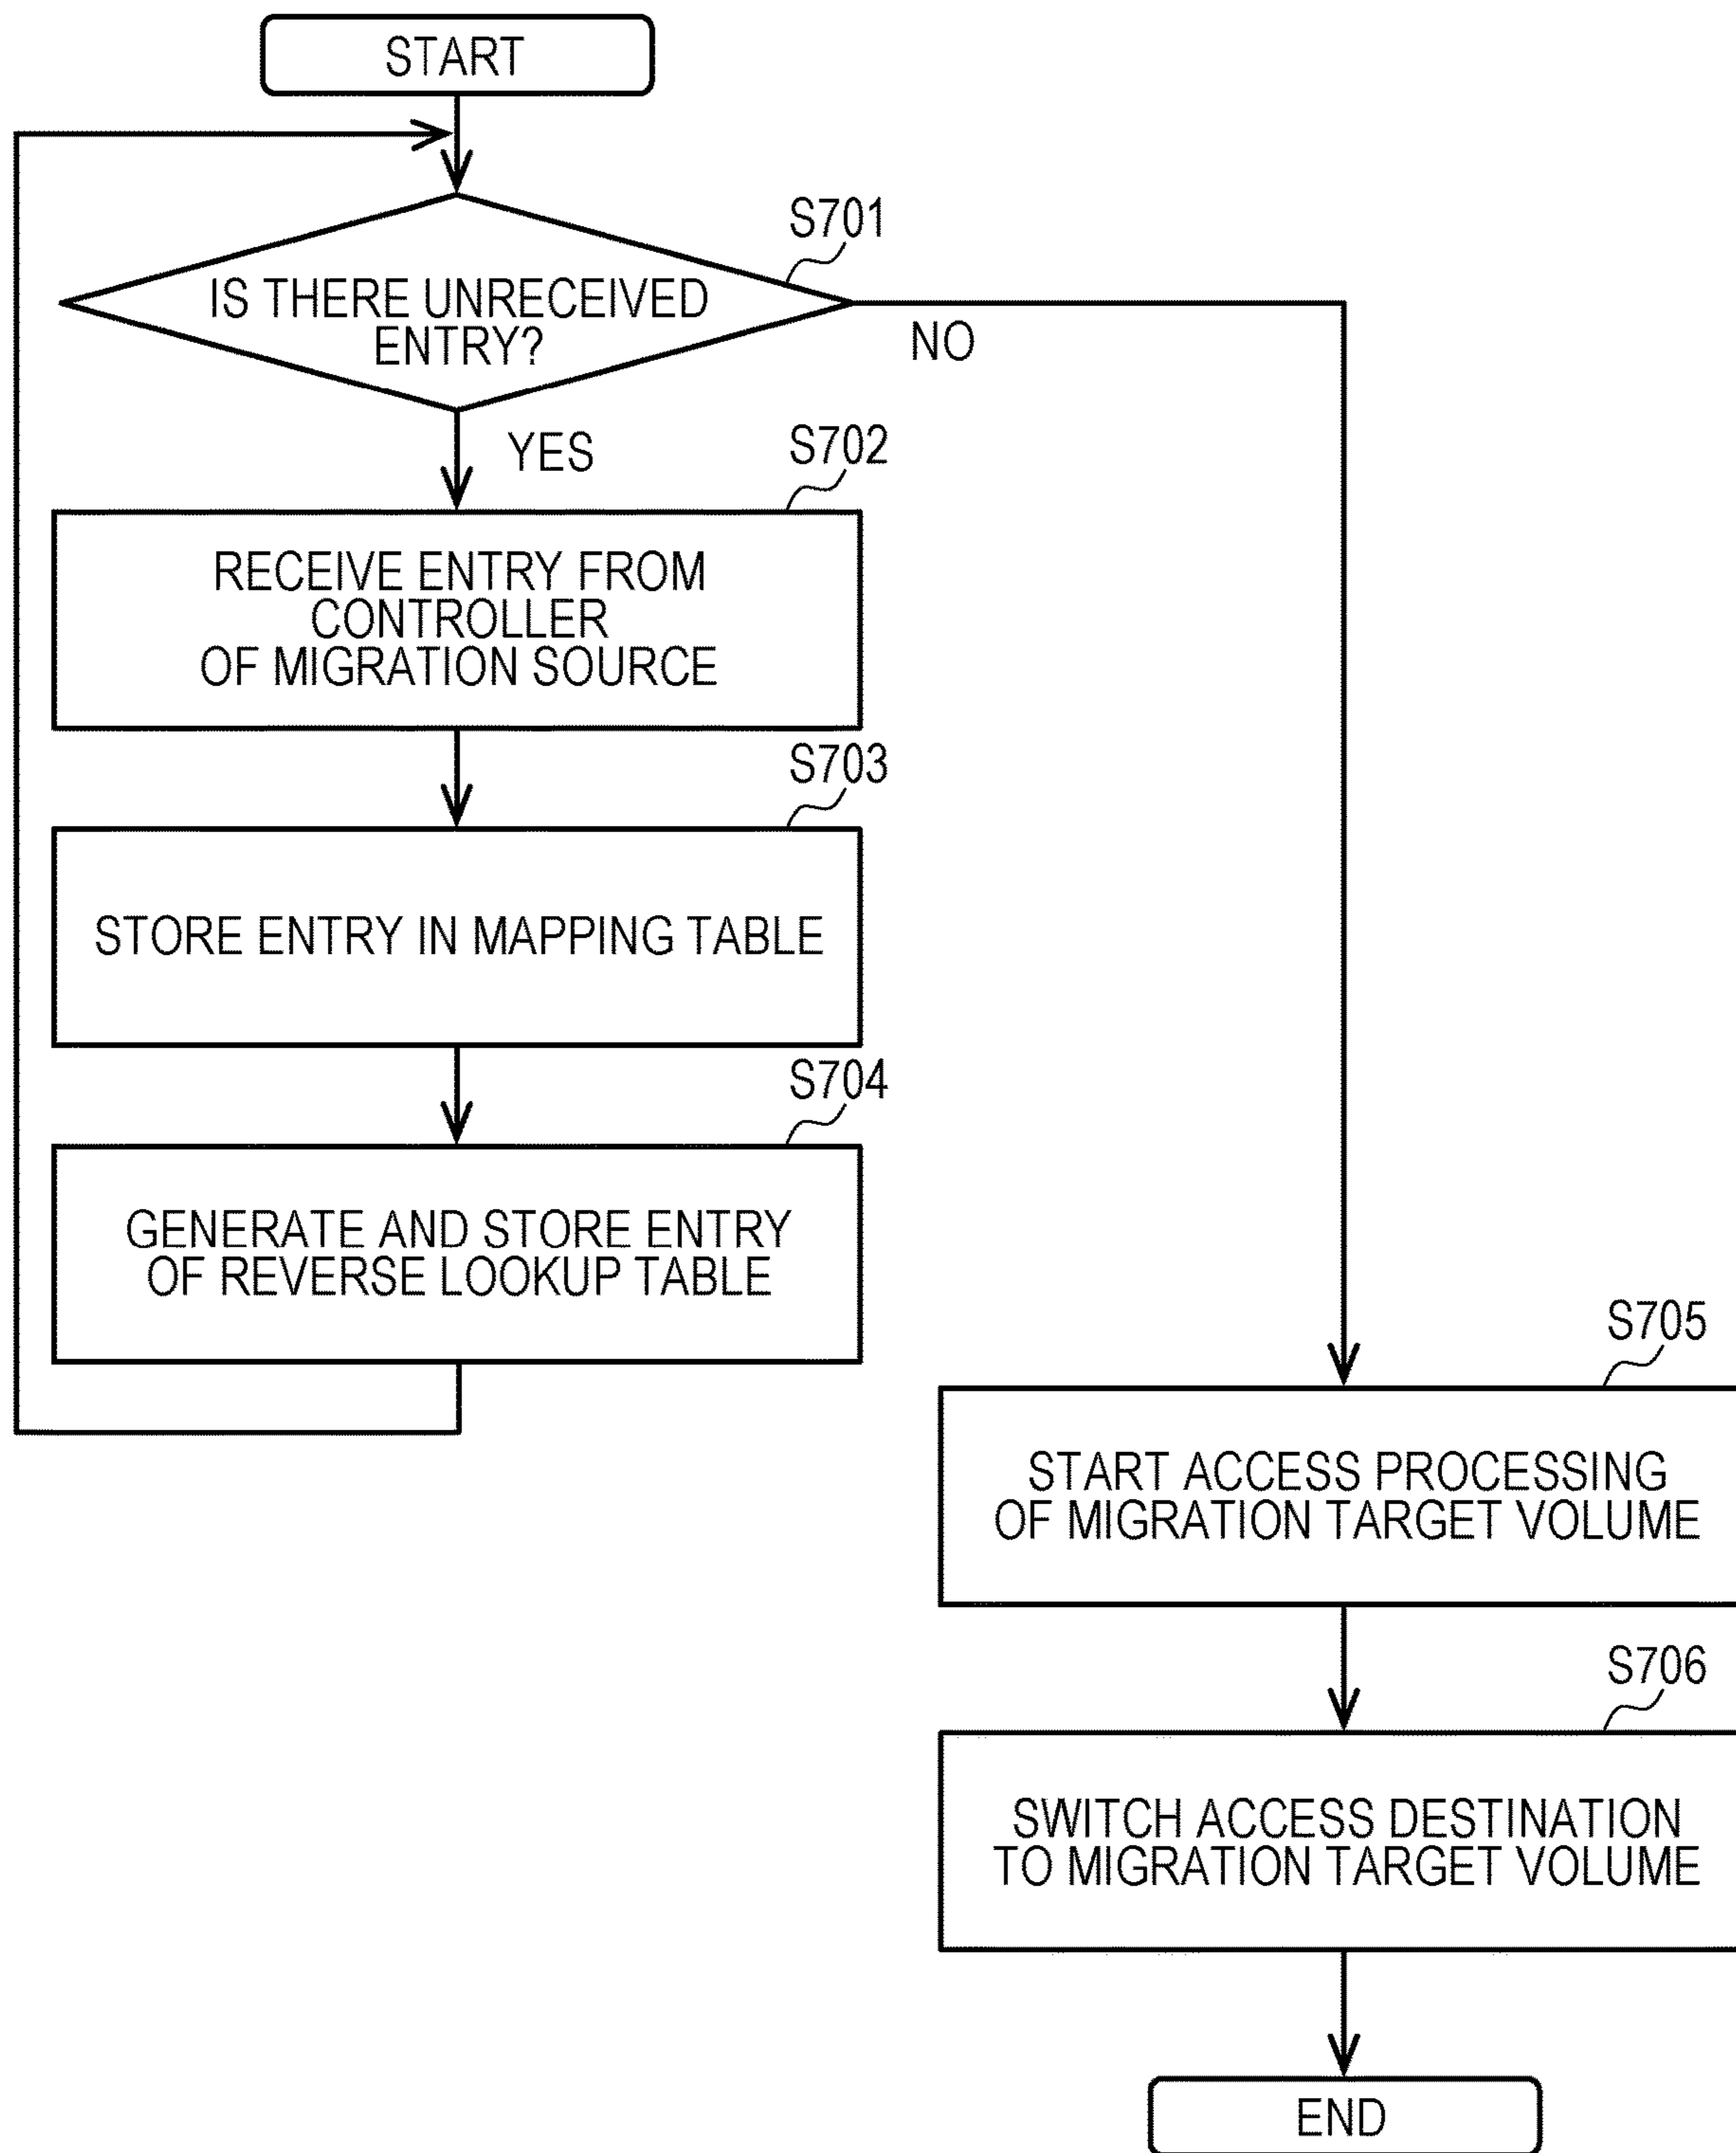 START
S701
IS THERE UNRECEIVED
ENTRY?
NO
YES
S702
RECEIVE ENTRY FROM
CONTROLLER
OF MIGRATION SOURCE
S703
STORE ENTRY IN MAPPING TABLE
S704
GENERATE AND STORE ENTRY
OF REVERSE LOOKUP TABLE
S705
START ACCESS PROCESSING
OF MIGRATION TARGET VOLUME
S706
SWITCH ACCESS DESTINATION
TO MIGRATION TARGET VOLUME
END